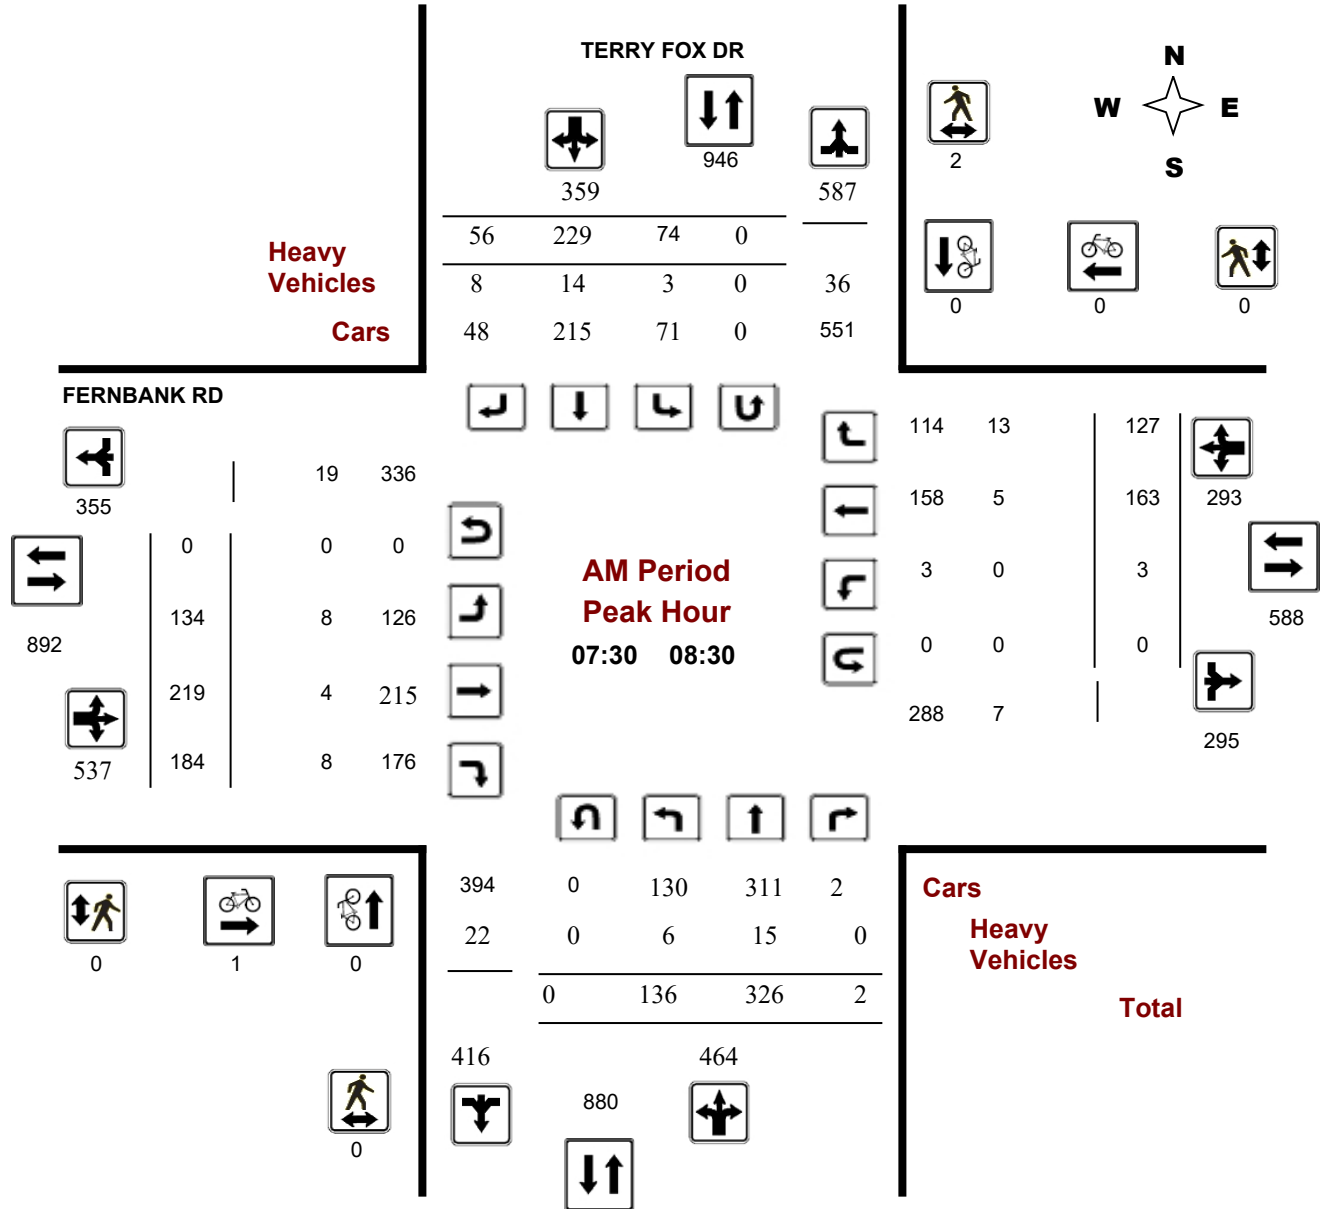 TERRY FOX DR
N
W E
S
946
2
359 587
56 229 74 0
Heavy
Vehicles
8 14 3 0 36
Cars
48 215 71 0 551
0 0 0
FERNBANK RD
114 13 127
19 336
355
158 5 163 293
0 0 0
AM Period
3 0 3
Peak Hour
134 8 126
588
892
07:30 08:30
0 0 0
219 4 215
288 7
295
537
184 8 176
394 0 130 311 2
Cars
22 0 6 15 0
Heavy
Vehicles
0 1 0
0 136 326 2
Total
416 464
880
0